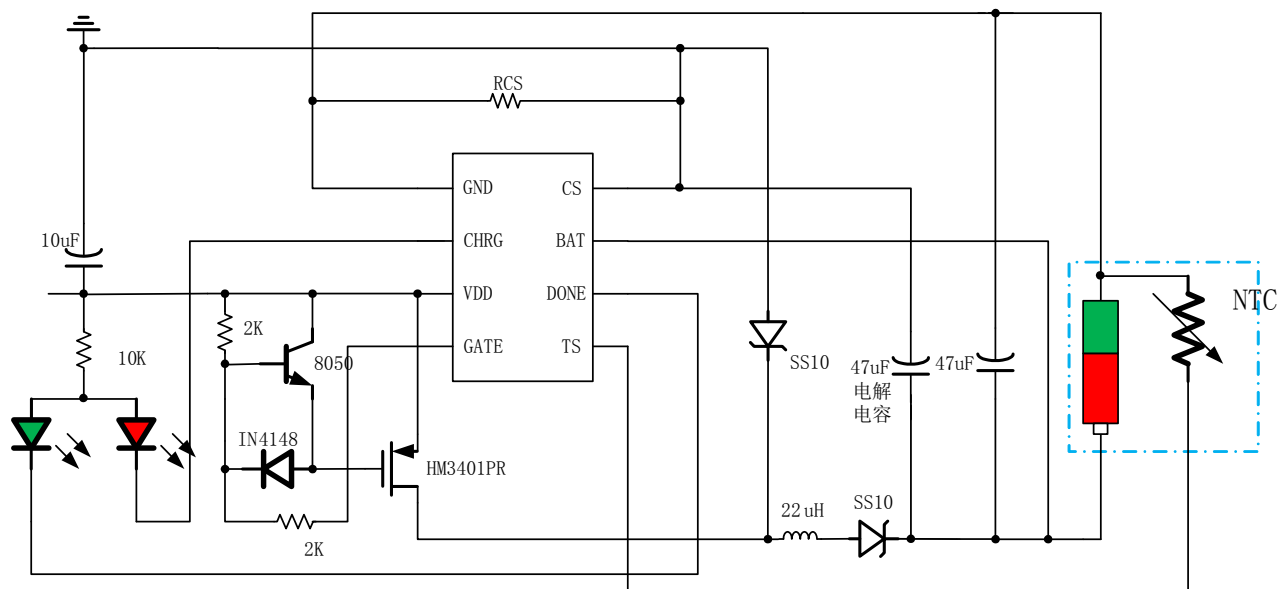 RCS
GND
CS
10uF
CHRG
BAT
VDD
DONE
NTC
2K
GATE
TS
8050
10K
SS10
47uF
电解
电容
47uF
IN4148
HM3401PR
22uH
SS10
2K